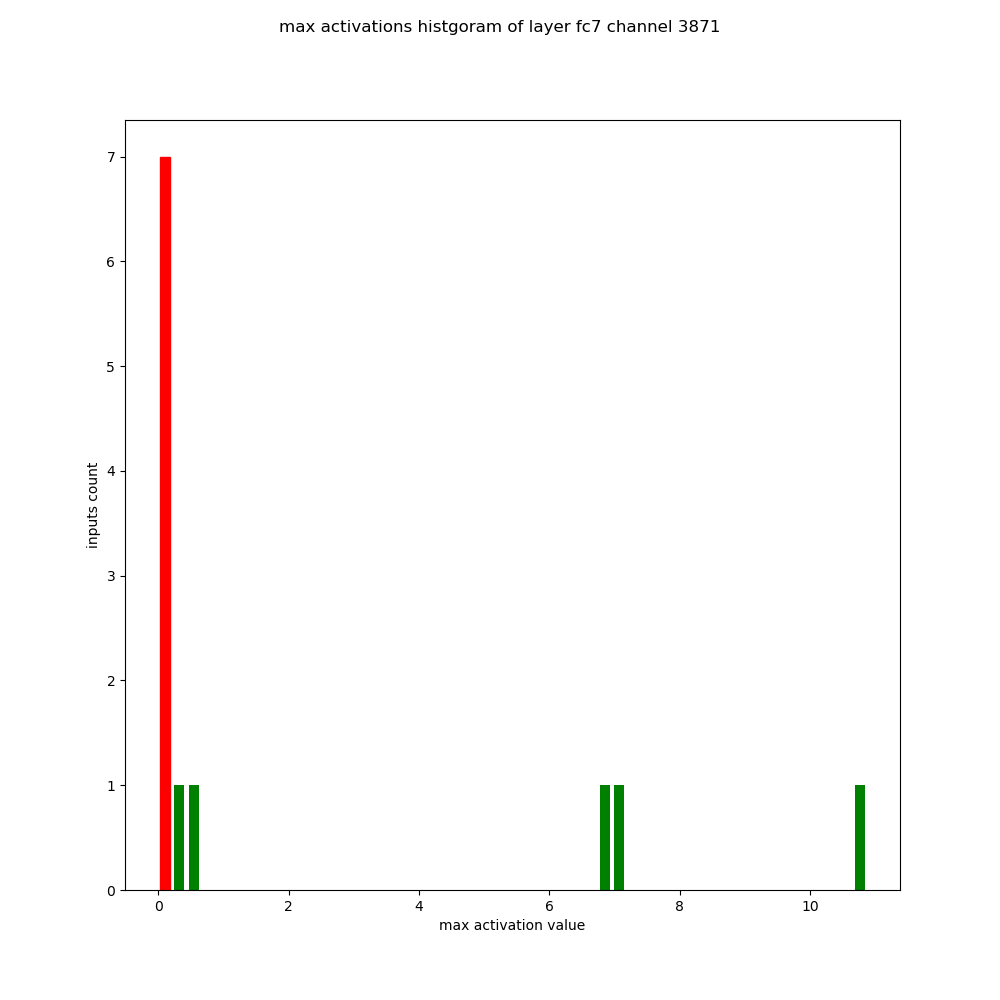 max activations histgoram of layer fc7 channel 3871
7
6
5
4
3
2
1
0
inputs count
0 2 4 6 8 10
max activation value